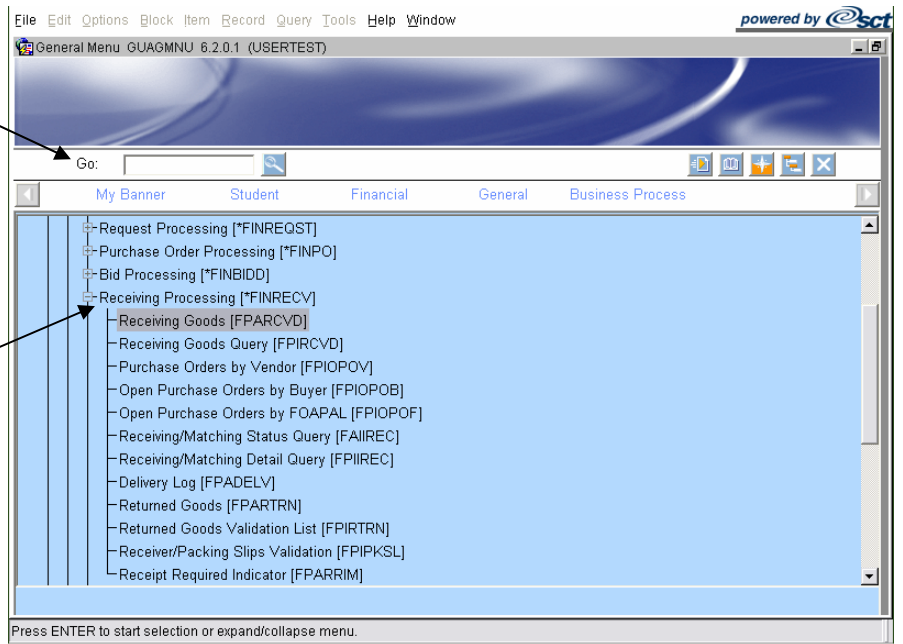 File Edit Options Block Item Record Query Tools Help Window powered by sct
General Menu GUAGMNU 6.2.0.1 (USERTEST)
Go:
My Banner Student Financial General Business Process
Request Processing [*FINREQST]
Purchase Order Processing [*FINPO]
Bid Processing [*FINBIDD]
Receiving Processing [*FINRECV]
Receiving Goods [FPARCVD]
Receiving Goods Query [FPIRCVD]
Purchase Orders by Vendor [FPIOPOV]
Open Purchase Orders by Buyer [FPIOPOB]
Open Purchase Orders by FOAPAL [FPIOPOF]
Receiving/Matching Status Query [FAIIREC]
Receiving/Matching Detail Query [FPIIREC]
Delivery Log [FPADELV]
Returned Goods [FPARTRN]
Returned Goods Validation List [FPIRTRN]
Receiver/Packing Slips Validation [FPIPKSL]
Receipt Required Indicator [FPARRIM]
Press ENTER to start selection or expand/collapse menu.